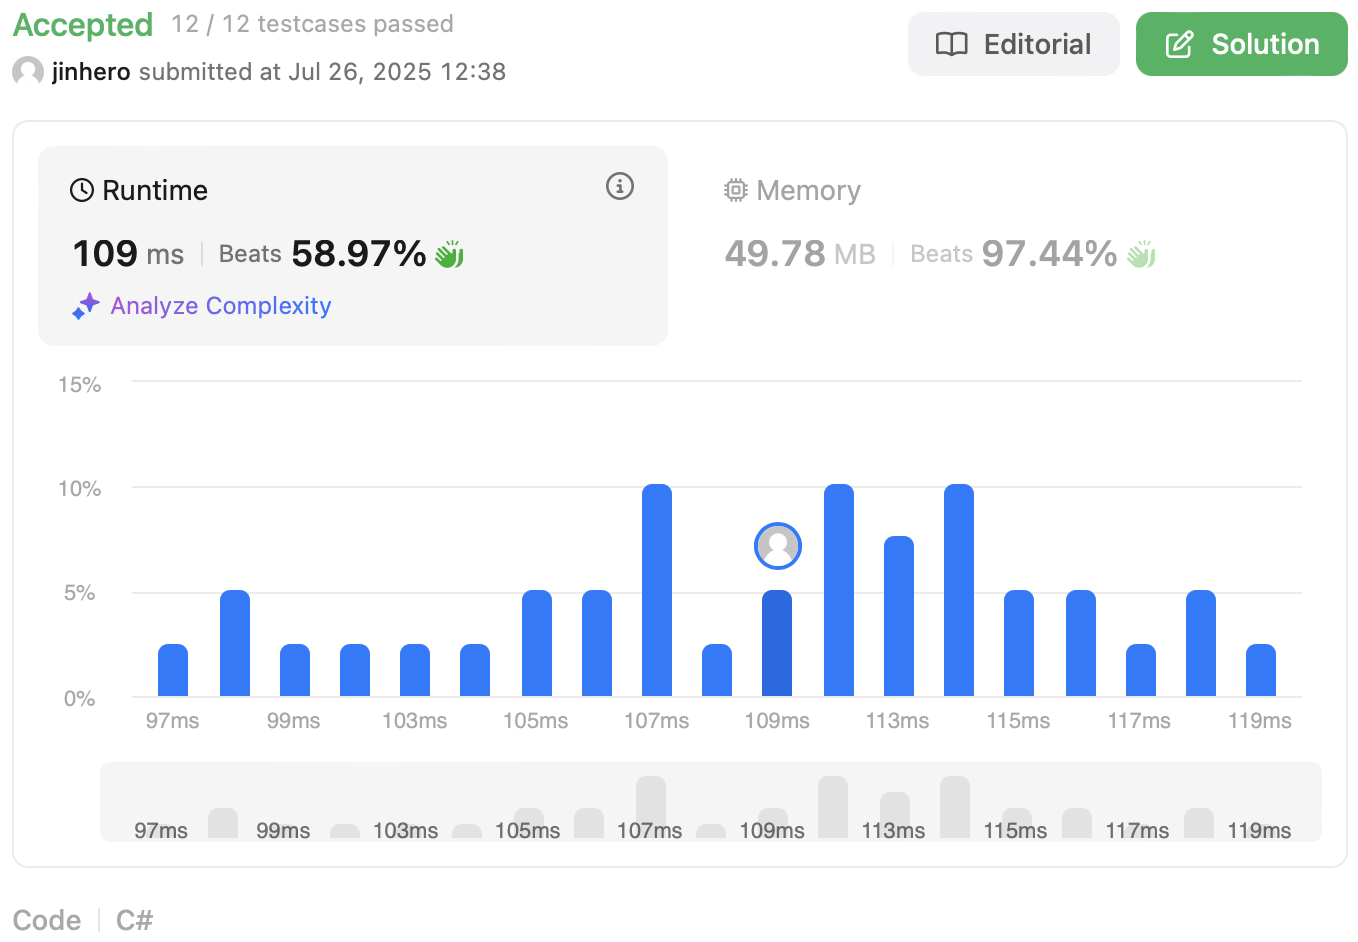 Accepted 12 / 12 testcases passed
Editorial
Solution
jinhero submitted at Jul 26, 2025 12:38
Runtime
109 ms | Beats 58.97%
Analyze Complexity
Memory
49.78 MB | Beats 97.44%
15%
10%
5%
0%
97ms 99ms 103ms 105ms 107ms 109ms 113ms 115ms 117ms 119ms
97ms 99ms 103ms 105ms 107ms 109ms 113ms 115ms 117ms 119ms
Code | C#